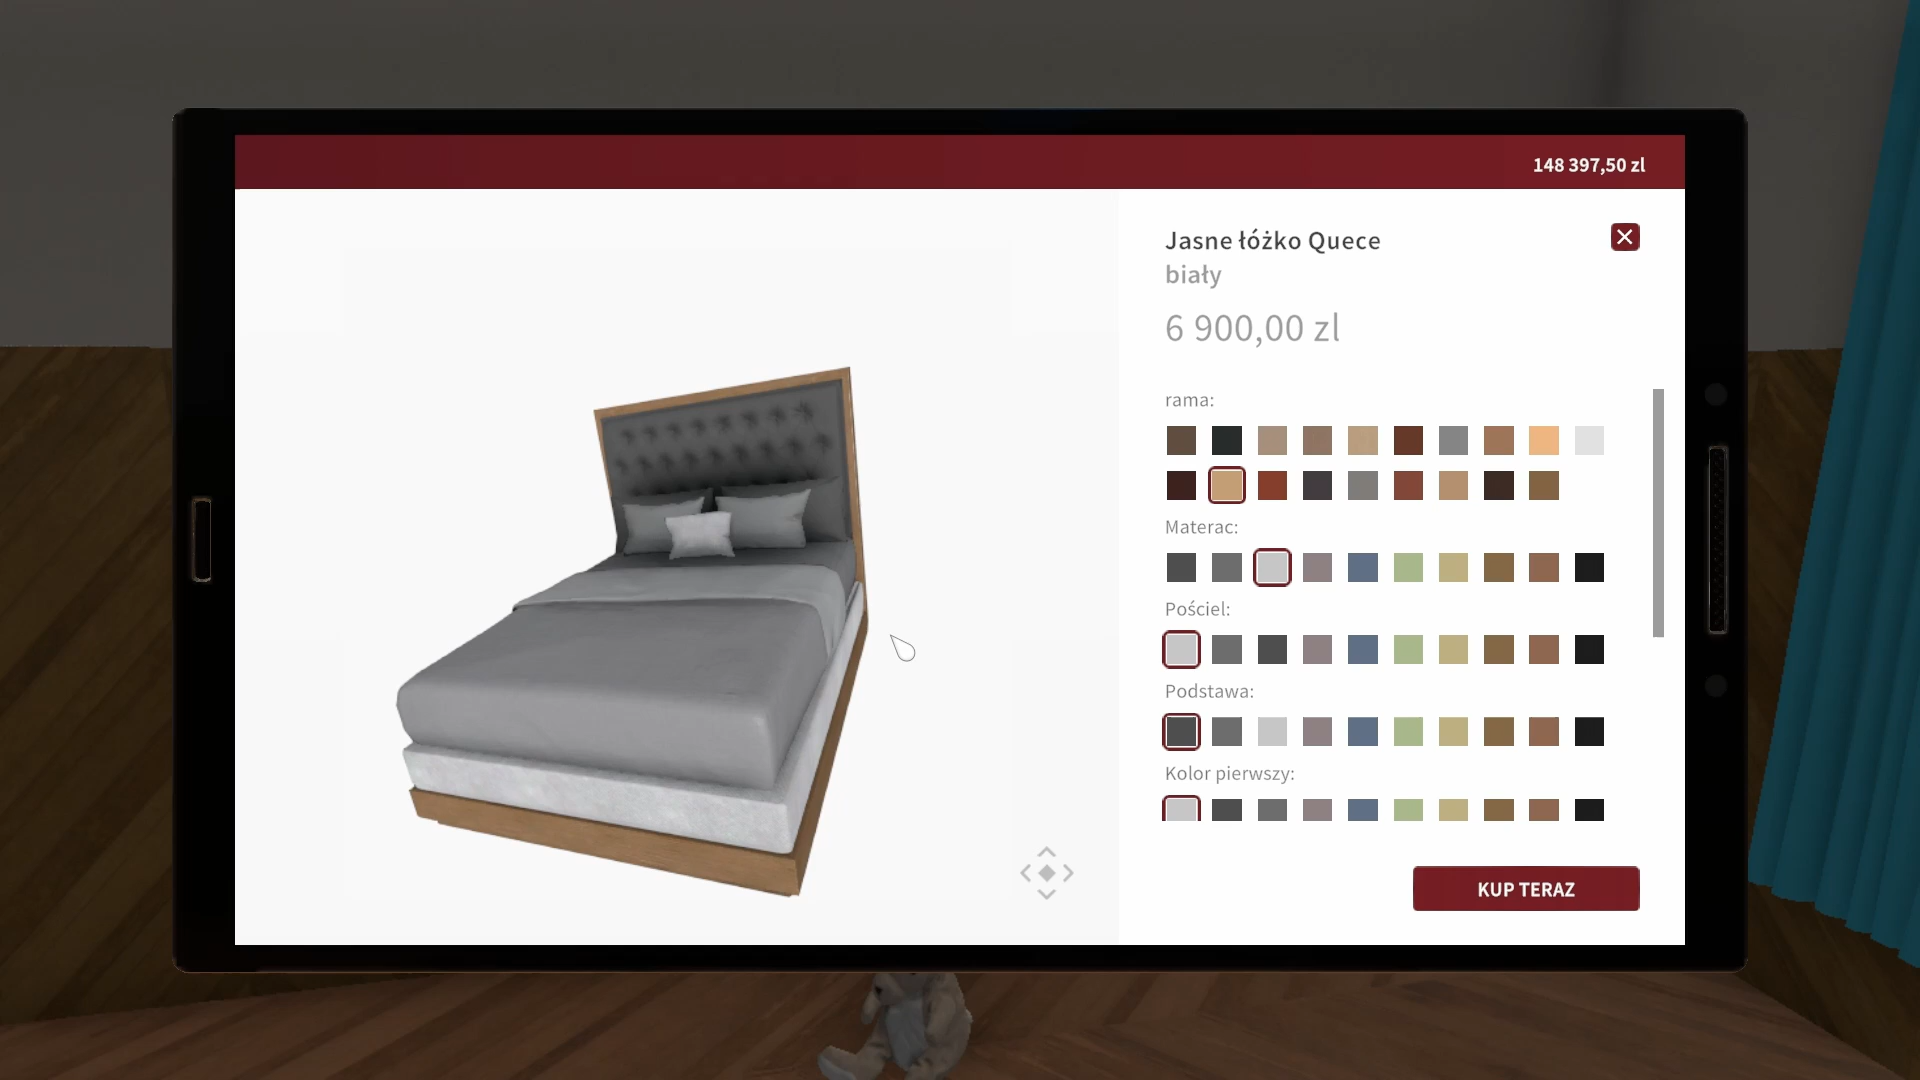 148 397,50 zl
Jasne łóżko Quece
biały
6 900,00 zl
rama:
Materac:
Pościel:
Podstawa:
Kolor pierwszy:
KUP TERAZ